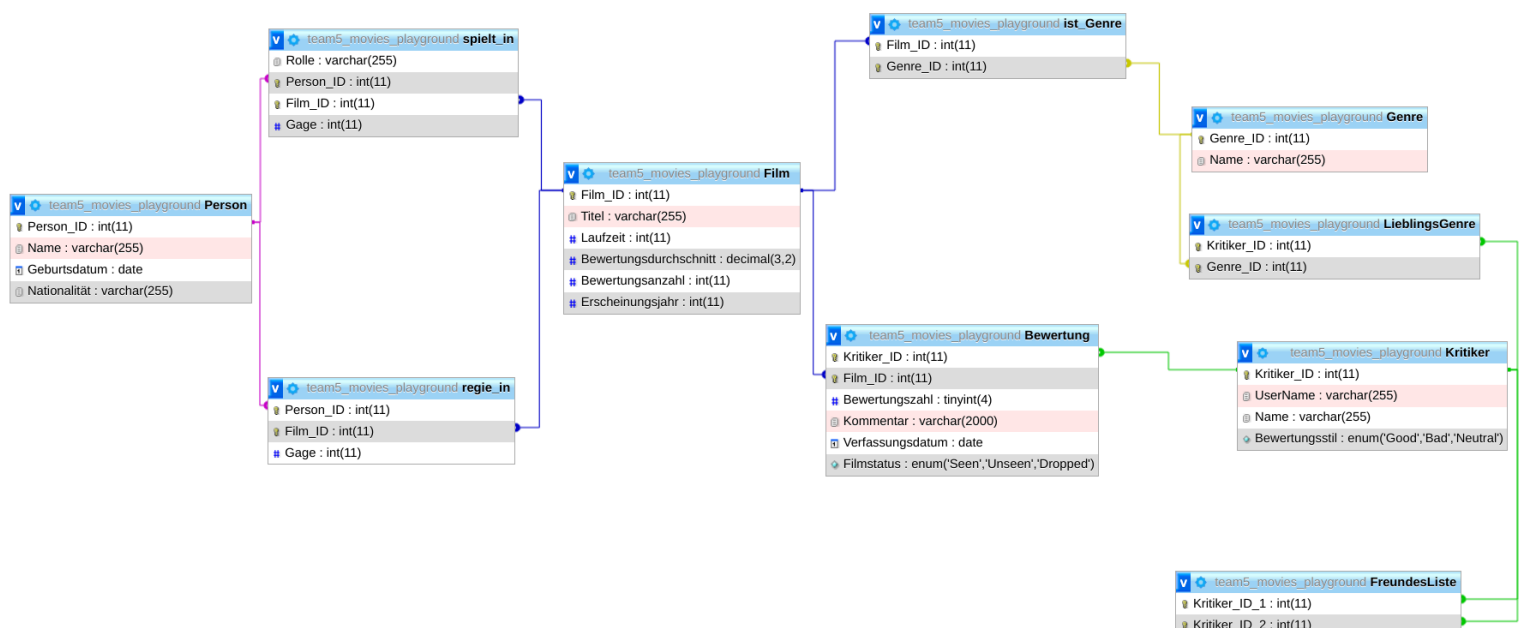 team5_movies_playground ist_Genre
Film_ID : int(11)
Genre_ID : int(11)
team5_movies_playground spielt_in
Rolle : varchar(255)
Person_ID : int(11)
Film_ID : int(11)
Gage : int(11)
team5_movies_playground Genre
Genre_ID : int(11)
Name : varchar(255)
team5_movies_playground Film
Film_ID : int(11)
Titel : varchar(255)
Laufzeit : int(11)
Bewertungsdurchschnitt : decimal(3,2)
Bewertungsanzahl : int(11)
Erscheinungsjahr : int(11)
team5_movies_playground Person
Person_ID : int(11)
Name : varchar(255)
Geburtsdatum : date
Nationalität : varchar(255)
team5_movies_playground LieblingsGenre
Kritiker_ID : int(11)
Genre_ID : int(11)
team5_movies_playground Bewertung
Kritiker_ID : int(11)
Film_ID : int(11)
Bewertungszahl : tinyint(4)
Kommentar : varchar(2000)
Verfassungsdatum : date
Filmstatus : enum('Seen','Unseen','Dropped')
team5_movies_playground Kritiker
Kritiker_ID : int(11)
UserName : varchar(255)
Name : varchar(255)
Bewertungsstil : enum('Good','Bad','Neutral')
team5_movies_playground regie_in
Person_ID : int(11)
Film_ID : int(11)
Gage : int(11)
team5_movies_playground FreundesListe
Kritiker_ID_1 : int(11)
Kritiker_ID_2 : int(11)